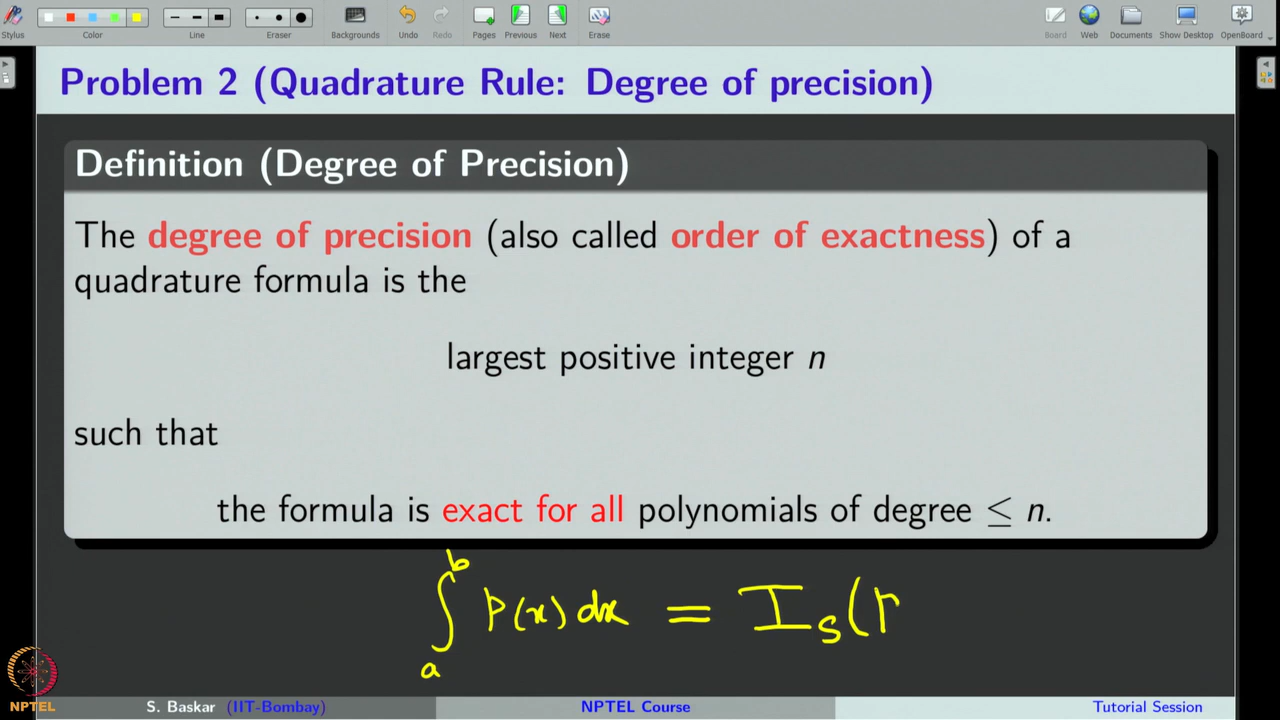 Stylus Color Line Eraser Backgrounds Undo Redo Pages Previous Next Erase Board Web Documents Show Desktop OpenBoard
Problem 2 (Quadrature Rule: Degree of precision)
Definition (Degree of Precision)
The degree of precision (also called order of exactness) of a
quadrature formula is the
largest positive integer n
such that
the formula is exact for all polynomials of degree ≤ n.
∫_a^b p(x) dx = I_S(p
NPTEL S. Baskar (IIT-Bombay) NPTEL Course Tutorial Session